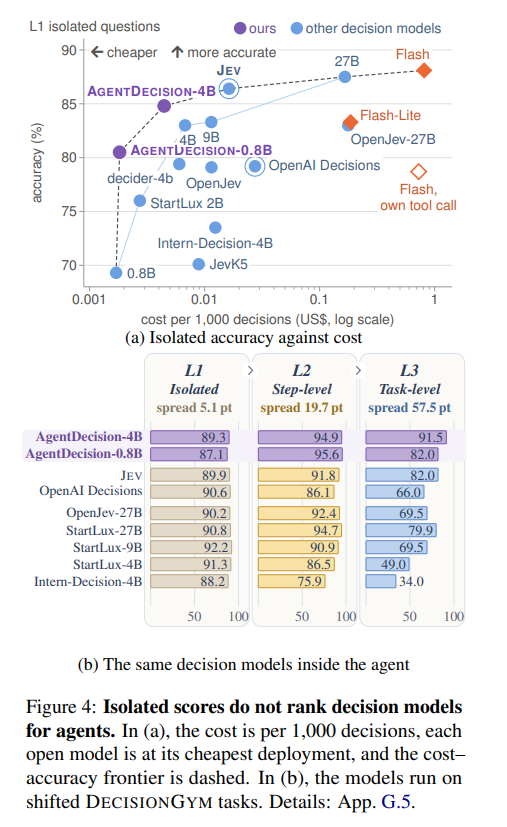 L1 isolated questions
ours
other decision models
90
← cheaper ↑ more accurate
27B
Flash
JEV
AGENTDECISION-4B
85
Flash-Lite
4B 9B
OpenJev-27B
AGENTDECISION-0.8B
80
OpenAI Decisions
decider-4b
OpenJev
Flash,
own tool call
StartLux 2B
75
Intern-Decision-4B
JevK5
70
0.8B
accuracy (%)
0.001 0.01 0.1 1
cost per 1,000 decisions (US$, log scale)
(a) Isolated accuracy against cost
L1 › L2 › L3
Isolated Step-level Task-level
spread 5.1 pt spread 19.7 pt spread 57.5 pt
AgentDecision-4B 89.3 94.9 91.5
AgentDecision-0.8B 87.1 95.6 82.0
JEV 89.9 91.8 82.0
OpenAI Decisions 90.6 86.1 66.0
OpenJev-27B 90.2 92.4 69.5
StartLux-27B 90.8 94.7 79.9
StartLux-9B 92.2 90.9 69.5
StartLux-4B 91.3 86.5 49.0
Intern-Decision-4B 88.2 75.9 34.0
50 100 50 100 50 100
(b) The same decision models inside the agent
Figure 4: Isolated scores do not rank decision models
for agents. In (a), the cost is per 1,000 decisions, each
open model is at its cheapest deployment, and the cost–
accuracy frontier is dashed. In (b), the models run on
shifted DECISIONGYM tasks. Details: App. G.5.